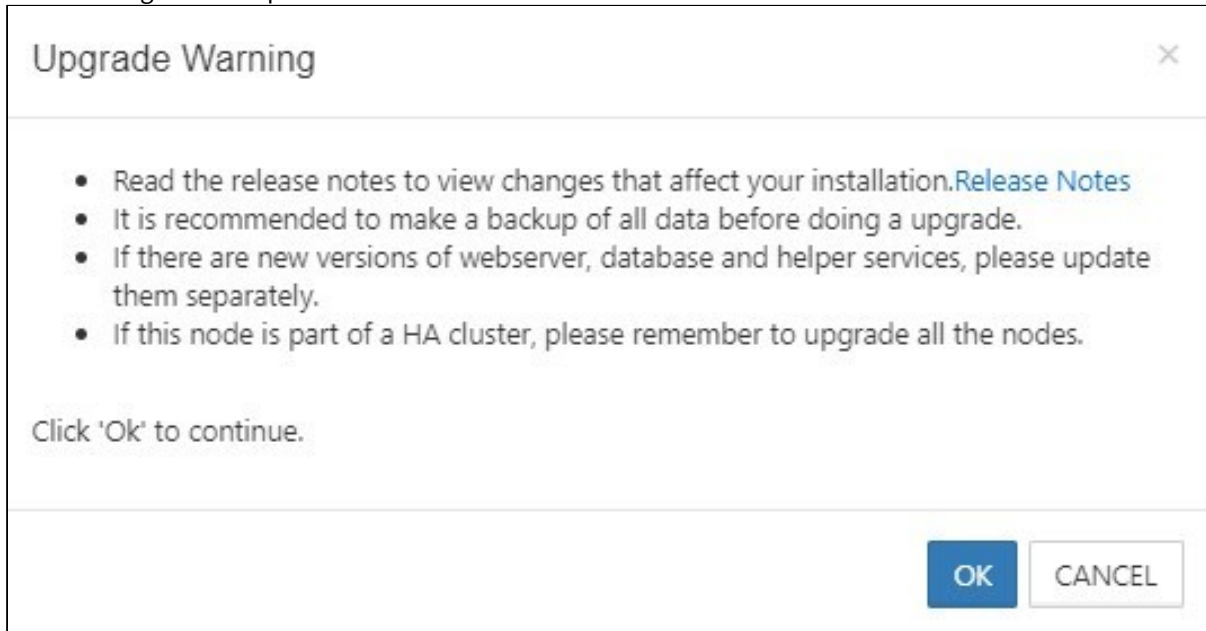 Upgrade Warning
×
• Read the release notes to view changes that affect your installation.Release Notes
• It is recommended to make a backup of all data before doing a upgrade.
• If there are new versions of webserver, database and helper services, please update
them separately.
• If this node is part of a HA cluster, please remember to upgrade all the nodes.
Click 'Ok' to continue.
OK CANCEL